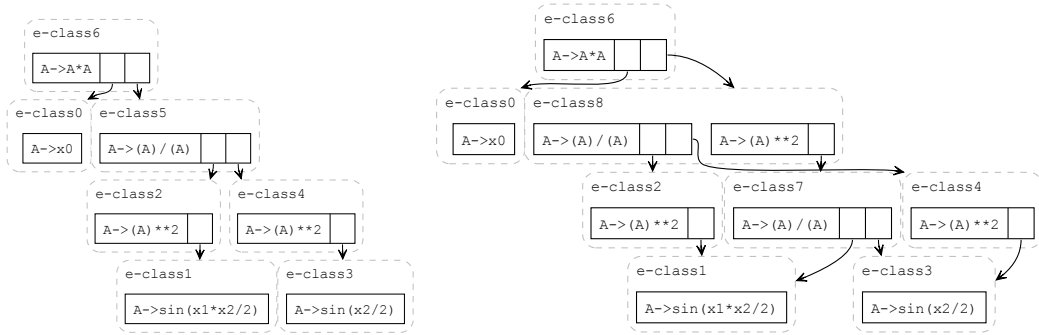 e-class6
A->A*A
e-class0
e-class5
A->x0
A->(A)/(A)
e-class2
e-class4
A->(A)**2
A->(A)**2
e-class1
e-class3
A->sin(x1*x2/2)
A->sin(x2/2)
e-class6
A->A*A
e-class0
e-class8
A->x0
A->(A)/(A)
A->(A)**2
e-class2
e-class7
e-class4
A->(A)**2
A->(A)/(A)
A->(A)**2
e-class1
e-class3
A->sin(x1*x2/2)
A->sin(x2/2)